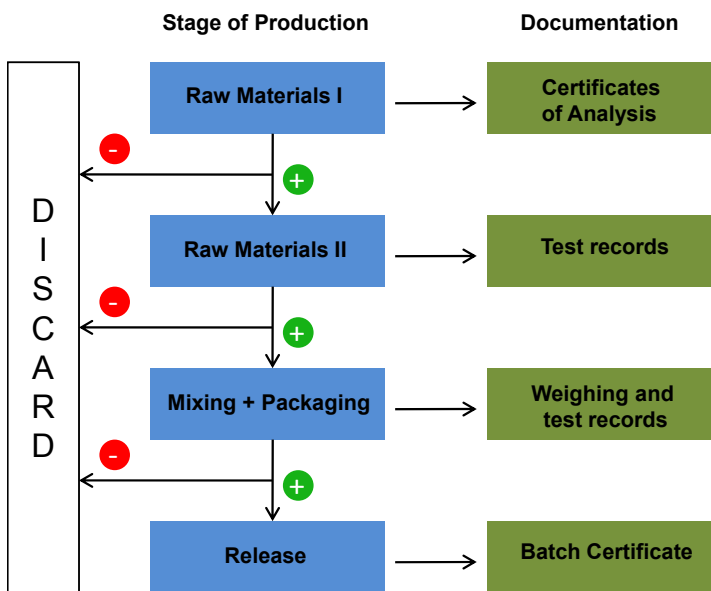 Stage of Production
Documentation
Raw Materials I
Certificates
of Analysis
-
+
Raw Materials II
Test records
-
+
Mixing + Packaging
Weighing and
test records
-
+
Release
Batch Certificate
D
I
S
C
A
R
D